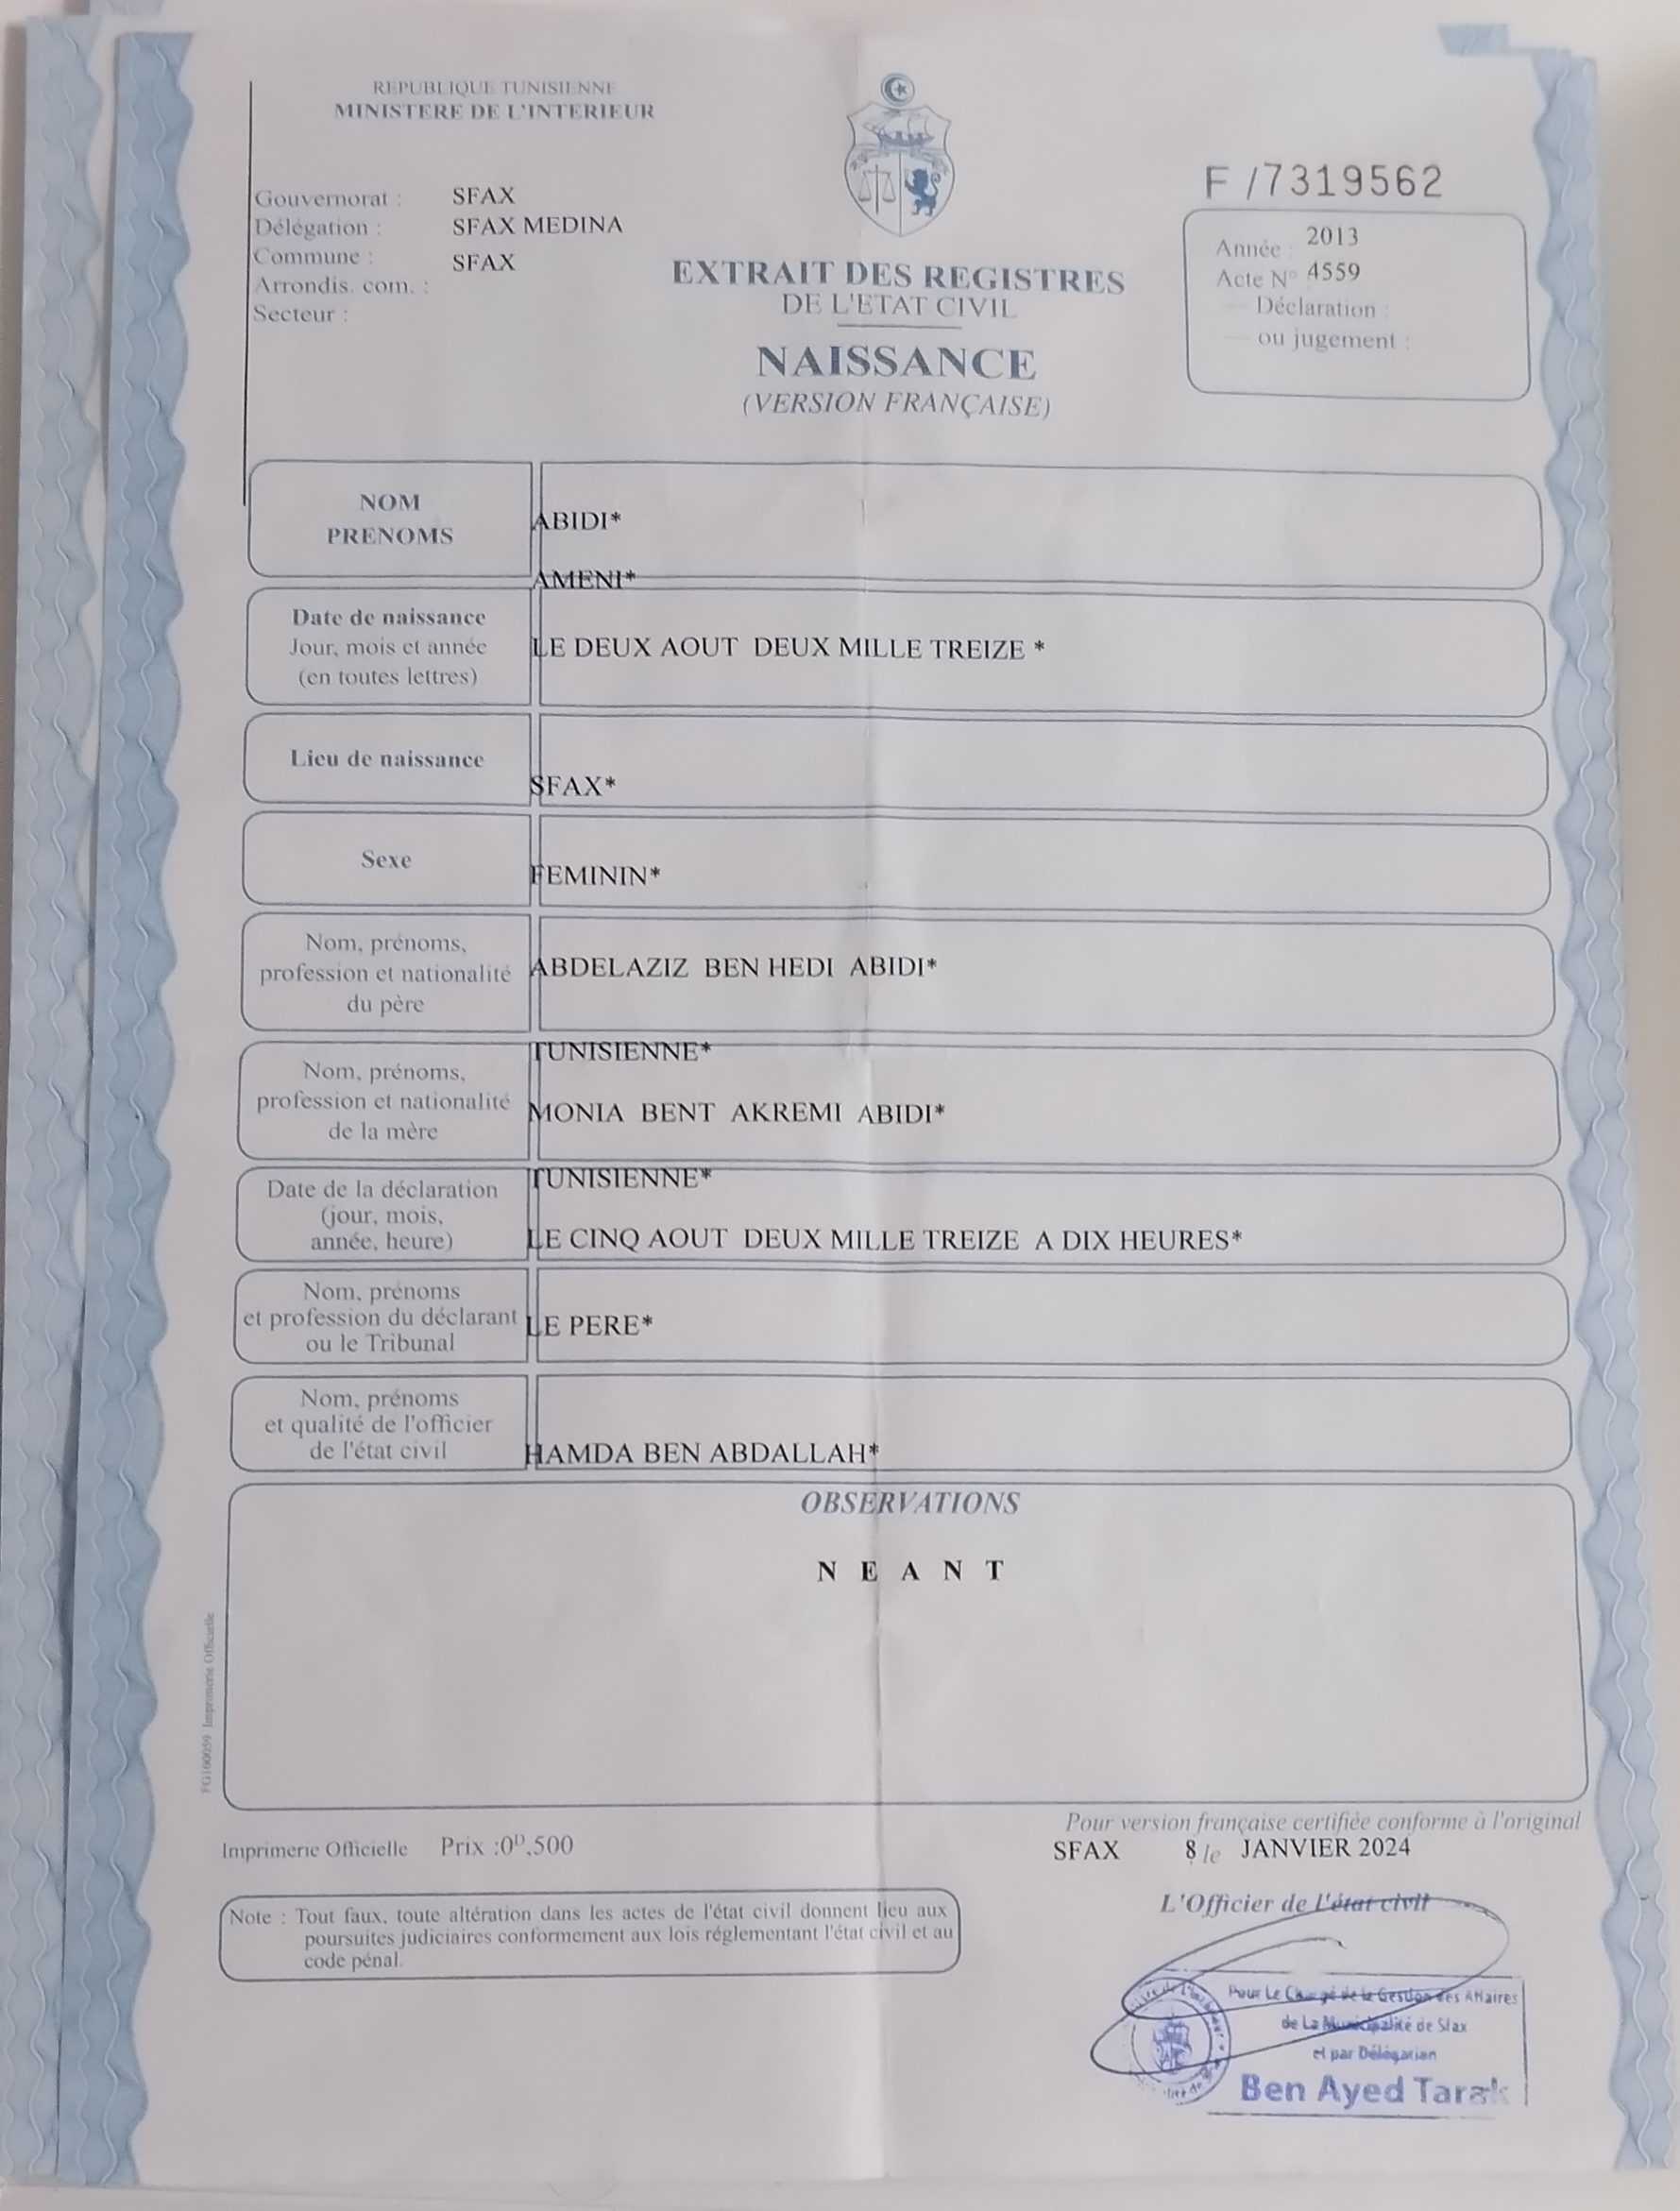 REPUBLIQUE TUNISIENNE
MINISTERE DE L'INTERIEUR
Gouvernorat : SFAX
Délégation : SFAX MEDINA
Commune : SFAX
Arrondis. com. :
Secteur :
F /7319562
Année : 2013
Acte N° 4559
Déclaration :
ou jugement :
EXTRAIT DES REGISTRES
DE L'ETAT CIVIL
NAISSANCE
(VERSION FRANÇAISE)
NOM
PRENOMS
ABIDI*
AMENI*
Date de naissance
Jour, mois et année
(en toutes lettres)
LE DEUX AOUT DEUX MILLE TREIZE *
Lieu de naissance
SFAX*
Sexe
FEMININ*
Nom, prénoms,
profession et nationalité
du père
ABDELAZIZ BEN HEDI ABIDI*
TUNISIENNE*
Nom, prénoms,
profession et nationalité
de la mère
MONIA BENT AKREMI ABIDI*
TUNISIENNE*
Date de la déclaration
(jour, mois,
année, heure)
LE CINQ AOUT DEUX MILLE TREIZE A DIX HEURES*
Nom, prénoms
et profession du déclarant
ou le Tribunal
LE PERE*
Nom, prénoms
et qualité de l'officier
de l'état civil
HAMDA BEN ABDALLAH*
OBSERVATIONS
N E A N T
FG100059 Imprimerie Officielle
Pour version française certifiée conforme à l'original
Imprimerie Officielle Prix :0D,500
SFAX 8 le JANVIER 2024
L'Officier de l'état civil
Note : Tout faux, toute altération dans les actes de l'état civil donnent lieu aux
poursuites judiciaires conformement aux lois réglementant l'état civil et au
code pénal.
Pour Le Chargé de la Gestion des Affaires
de La Municipalité de Sfax
et par Délégation
Ben Ayed Tarak